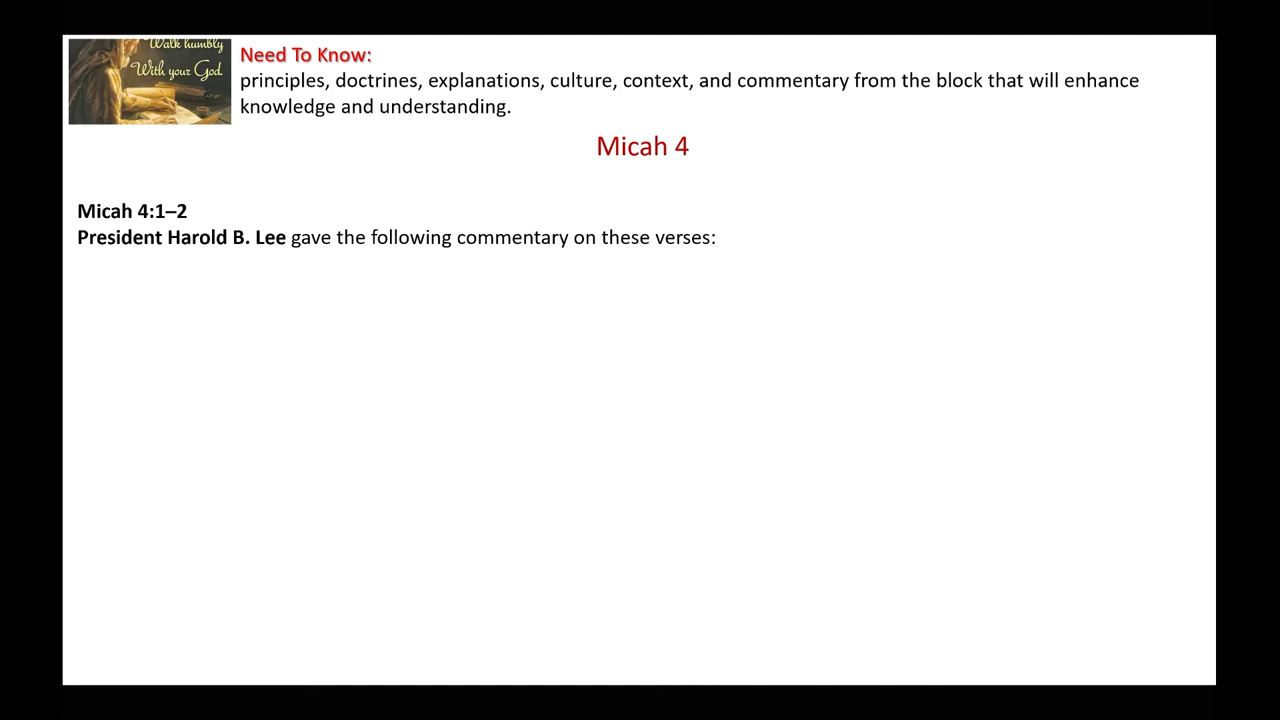 Walk humbly
With your God.
Need To Know:
principles, doctrines, explanations, culture, context, and commentary from the block that will enhance
knowledge and understanding.
Micah 4
Micah 4:1–2
President Harold B. Lee gave the following commentary on these verses: